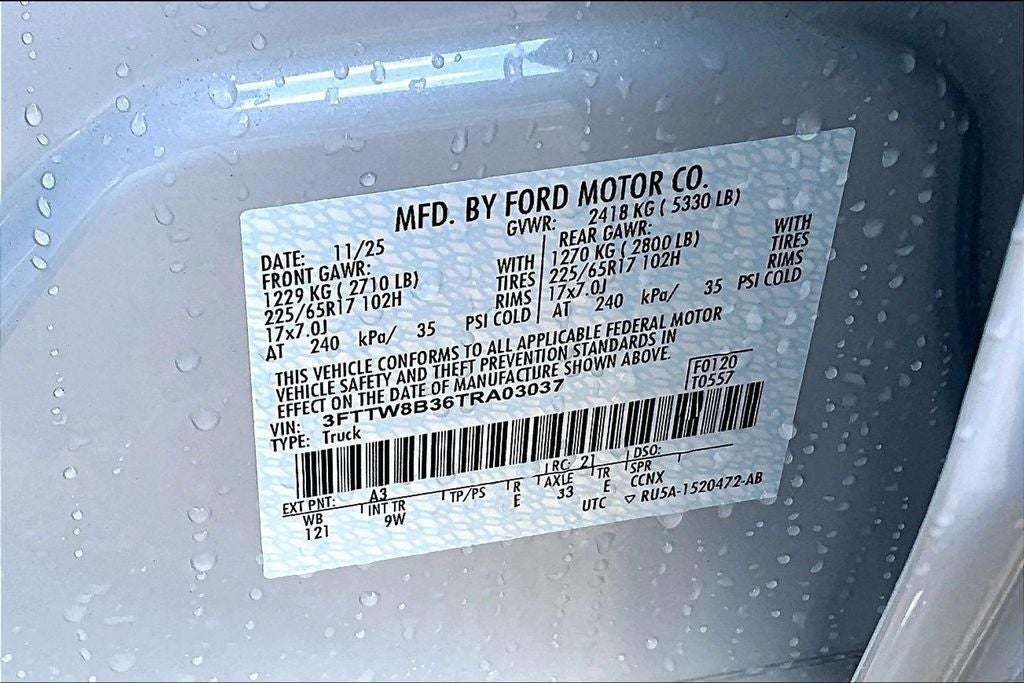 MFD. BY FORD MOTOR CO.
DATE: 11/25 GVWR: 2418 KG ( 5330 LB)
FRONT GAWR: REAR GAWR:
1229 KG ( 2710 LB) WITH 1270 KG ( 2800 LB) WITH
225/65R17 102H TIRES 225/65R17 102H TIRES
17x7.0J RIMS 17x7.0J RIMS
AT 240 kPa/ 35 PSI COLD AT 240 kPa/ 35 PSI COLD
THIS VEHICLE CONFORMS TO ALL APPLICABLE FEDERAL MOTOR
VEHICLE SAFETY AND THEFT PREVENTION STANDARDS IN
EFFECT ON THE DATE OF MANUFACTURE SHOWN ABOVE.
VIN: 3FTTW8B36TRA03037 F0120
TYPE: Truck T0557
EXT PNT: A3 RC: 21 DSO:
WB INT TR TP/PS R AXLE TR SPR
121 9W E 33 E CCNX
UTC ▽ RU5A-1520472-AB